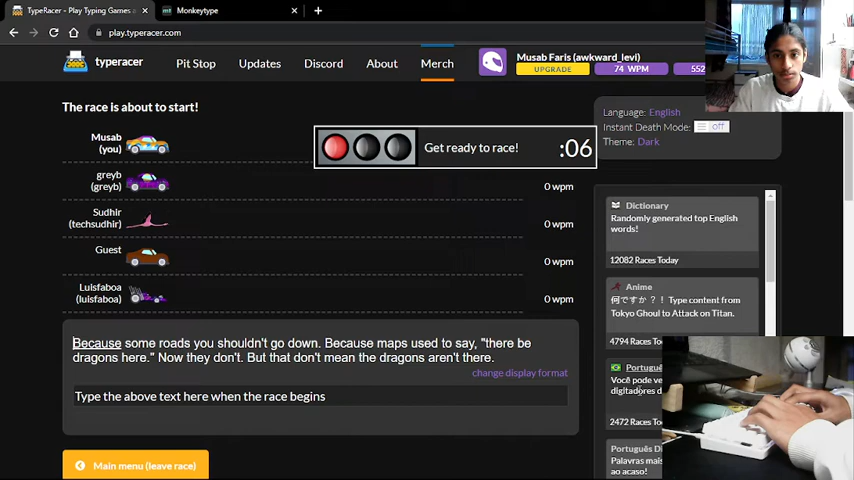 TypeRacer - Play Typing Games a
Monkeytype
play.typeracer.com
typeracer
Pit Stop
Updates
Discord
About
Merch
Musab Faris (awkward_levi)
UPGRADE
74 WPM
552
The race is about to start!
Get ready to race!
:06
Language: English
Instant Death Mode: off
Theme: Dark
Musab
(you)
greyb
(greyb)
0 wpm
Sudhir
(techsudhir)
0 wpm
Guest
0 wpm
Luisfaboa
(luisfaboa)
0 wpm
Because some roads you shouldn't go down. Because maps used to say, "there be
dragons here." Now they don't. But that don't mean the dragons aren't there.
change display format
Type the above text here when the race begins
Main menu (leave race)
Dictionary
Randomly generated top English
words!
12082 Races Today
Anime
何ですか？！ Type content from
Tokyo Ghoul to Attack on Titan.
4794 Races To
Portugu
Você pode ve
digitadores d
2472 Races To
Português D
Palavras mais
ao acaso!